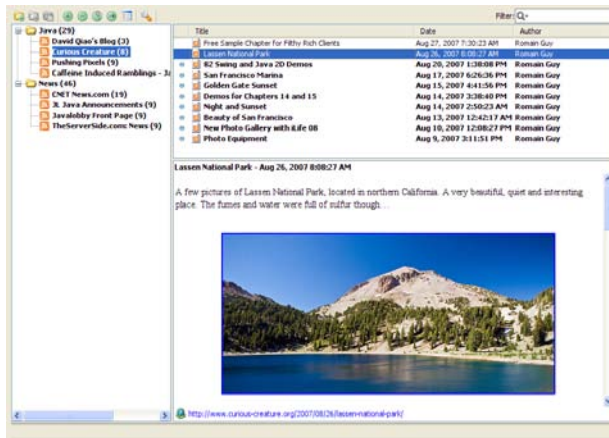 Filter:
Java (29)
David Qiao's Blog (3)
Curious Creature (8)
Pushing Pixels (9)
Caffeine Induced Ramblings - Ja
News (46)
CNET News.com (19)
JL Java Announcements (9)
Javalobby Front Page (9)
TheServerSide.com: News (9)
Title Date Author
Free Sample Chapter for Filthy Rich Clients Aug 27, 2007 7:30:23 AM Romain Guy
Lassen National Park Aug 26, 2007 8:08:27 AM Romain Guy
82 Swing and Java 2D Demos Aug 20, 2007 1:38:08 PM Romain Guy
San Francisco Marina Aug 17, 2007 6:26:36 PM Romain Guy
Golden Gate Sunset Aug 15, 2007 4:41:56 PM Romain Guy
Demos for Chapters 14 and 15 Aug 14, 2007 3:38:40 PM Romain Guy
Night and Sunset Aug 14, 2007 2:50:23 AM Romain Guy
Beauty of San Francisco Aug 13, 2007 12:42:17 AM Romain Guy
New Photo Gallery with iLife 08 Aug 10, 2007 12:08:27 PM Romain Guy
Photo Equipment Aug 9, 2007 3:11:51 PM Romain Guy
Lassen National Park - Aug 26, 2007 8:08:27 AM
A few pictures of Lassen National Park, located in northern California. A very beautiful, quiet and interesting
place. The fumes and water were full of sulfur though...
http://www.curious-creature.org/2007/08/26/lassen-national-park/